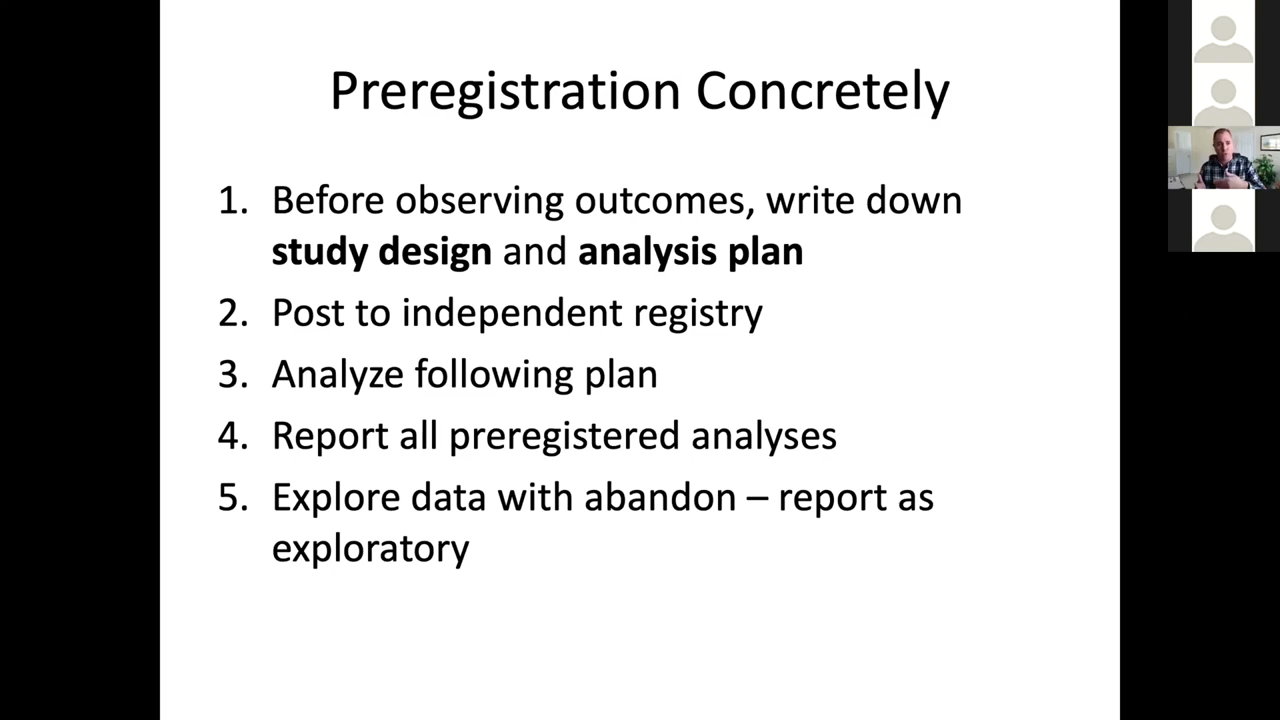 Preregistration Concretely
1. Before observing outcomes, write down
study design and analysis plan
2. Post to independent registry
3. Analyze following plan
4. Report all preregistered analyses
5. Explore data with abandon – report as
exploratory